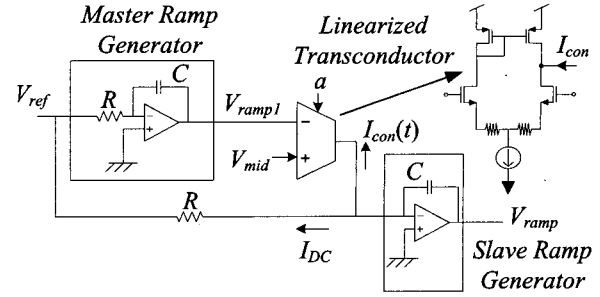 Master Ramp
Generator
Linearized
Transconductor
I_con
C
a
R
V_ref
V_ramp1
V_mid
I_con(t)
C
R
V_ramp
I_DC
Slave Ramp
Generator